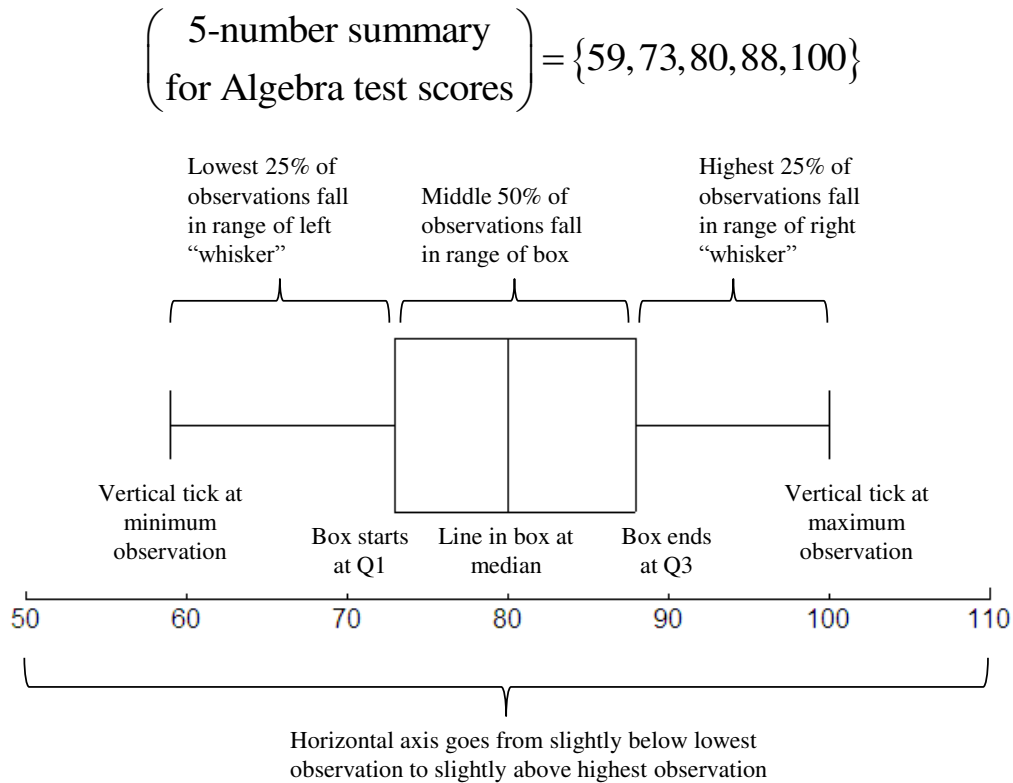 5-number summary
for Algebra test scores
= {59, 73, 80, 88, 100}
Lowest 25% of
observations fall
in range of left
“whisker”
Middle 50% of
observations fall
in range of box
Highest 25% of
observations fall
in range of right
“whisker”
Vertical tick at
minimum
observation
Box starts
at Q1
Line in box at
median
Box ends
at Q3
Vertical tick at
maximum
observation
50 60 70 80 90 100 110
Horizontal axis goes from slightly below lowest
observation to slightly above highest observation